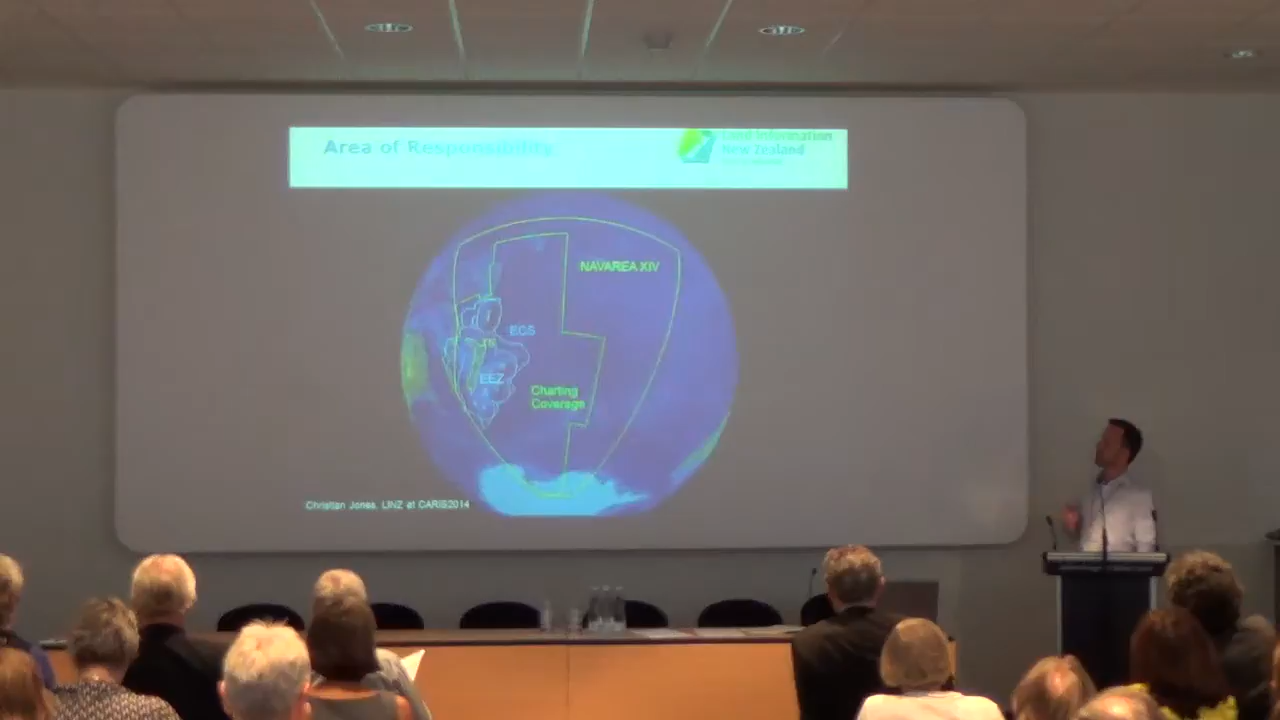 Area of Responsibility
Land Information
New Zealand
NAVAREA XIV
ECS
EEZ
Charting
Coverage
Christian Jones, LINZ at CARIS2014